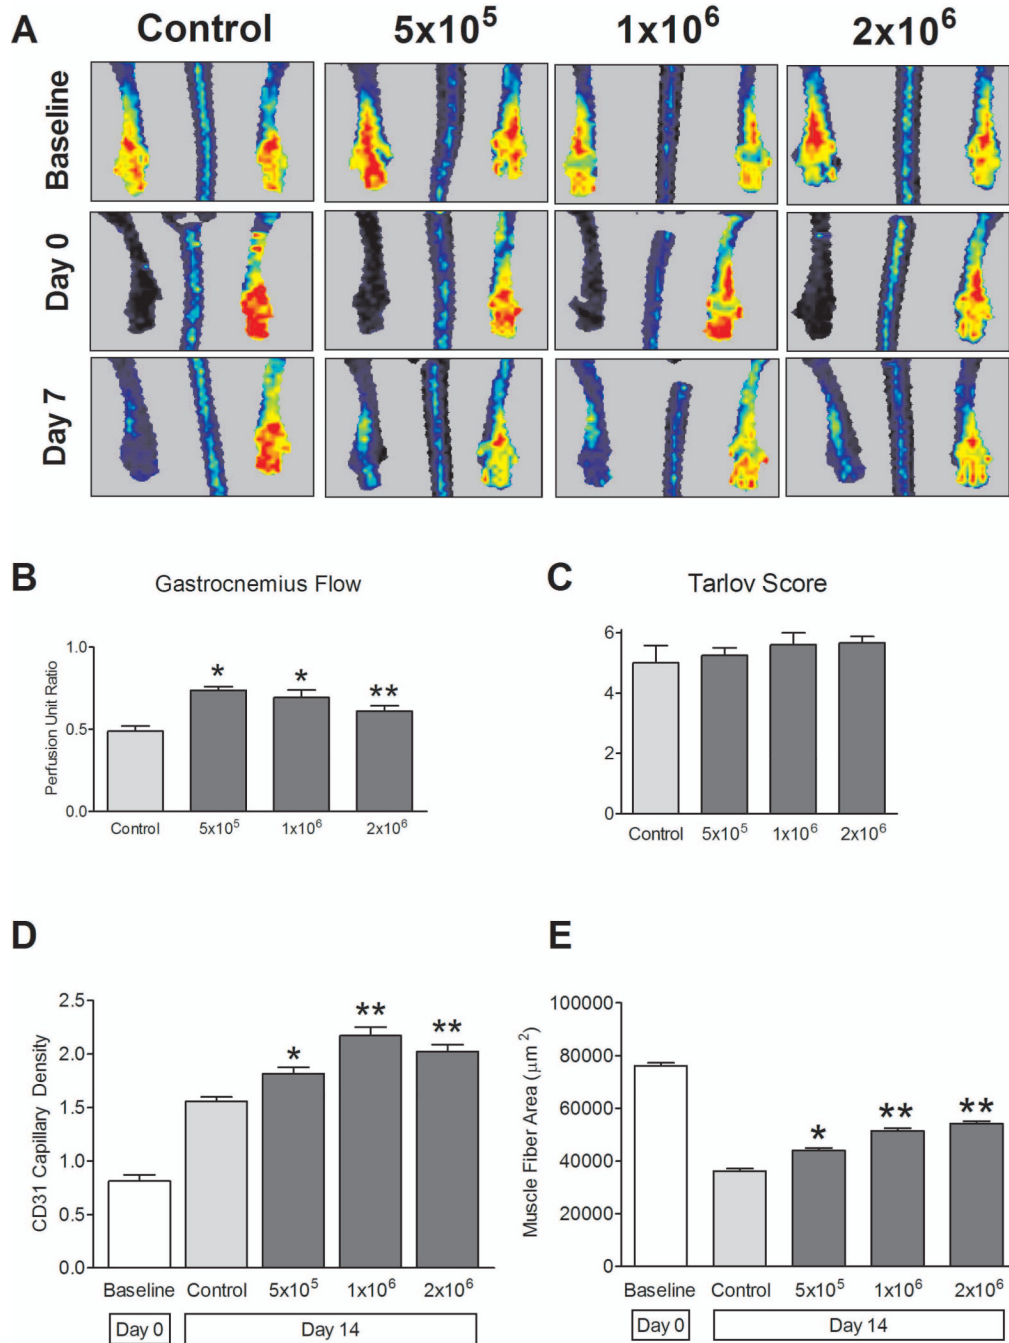 A
Control
5x10⁵
1x10⁶
2x10⁶
Baseline
Day 0
Day 7
B
Gastrocnemius Flow
Perfusion Unit Ratio
1.0
0.5
0.0
* * **
Control 5x10⁵ 1x10⁶ 2x10⁶
C
Tarlov Score
6
4
2
0
Control 5x10⁵ 1x10⁶ 2x10⁶
D
CD31 Capillary Density
2.5
2.0
1.5
1.0
0.5
0.0
* ** **
Baseline Control 5x10⁵ 1x10⁶ 2x10⁶
Day 0 Day 14
E
Muscle Fiber Area (μm²)
100000
80000
60000
40000
20000
0
* ** **
Baseline Control 5x10⁵ 1x10⁶ 2x10⁶
Day 0 Day 14